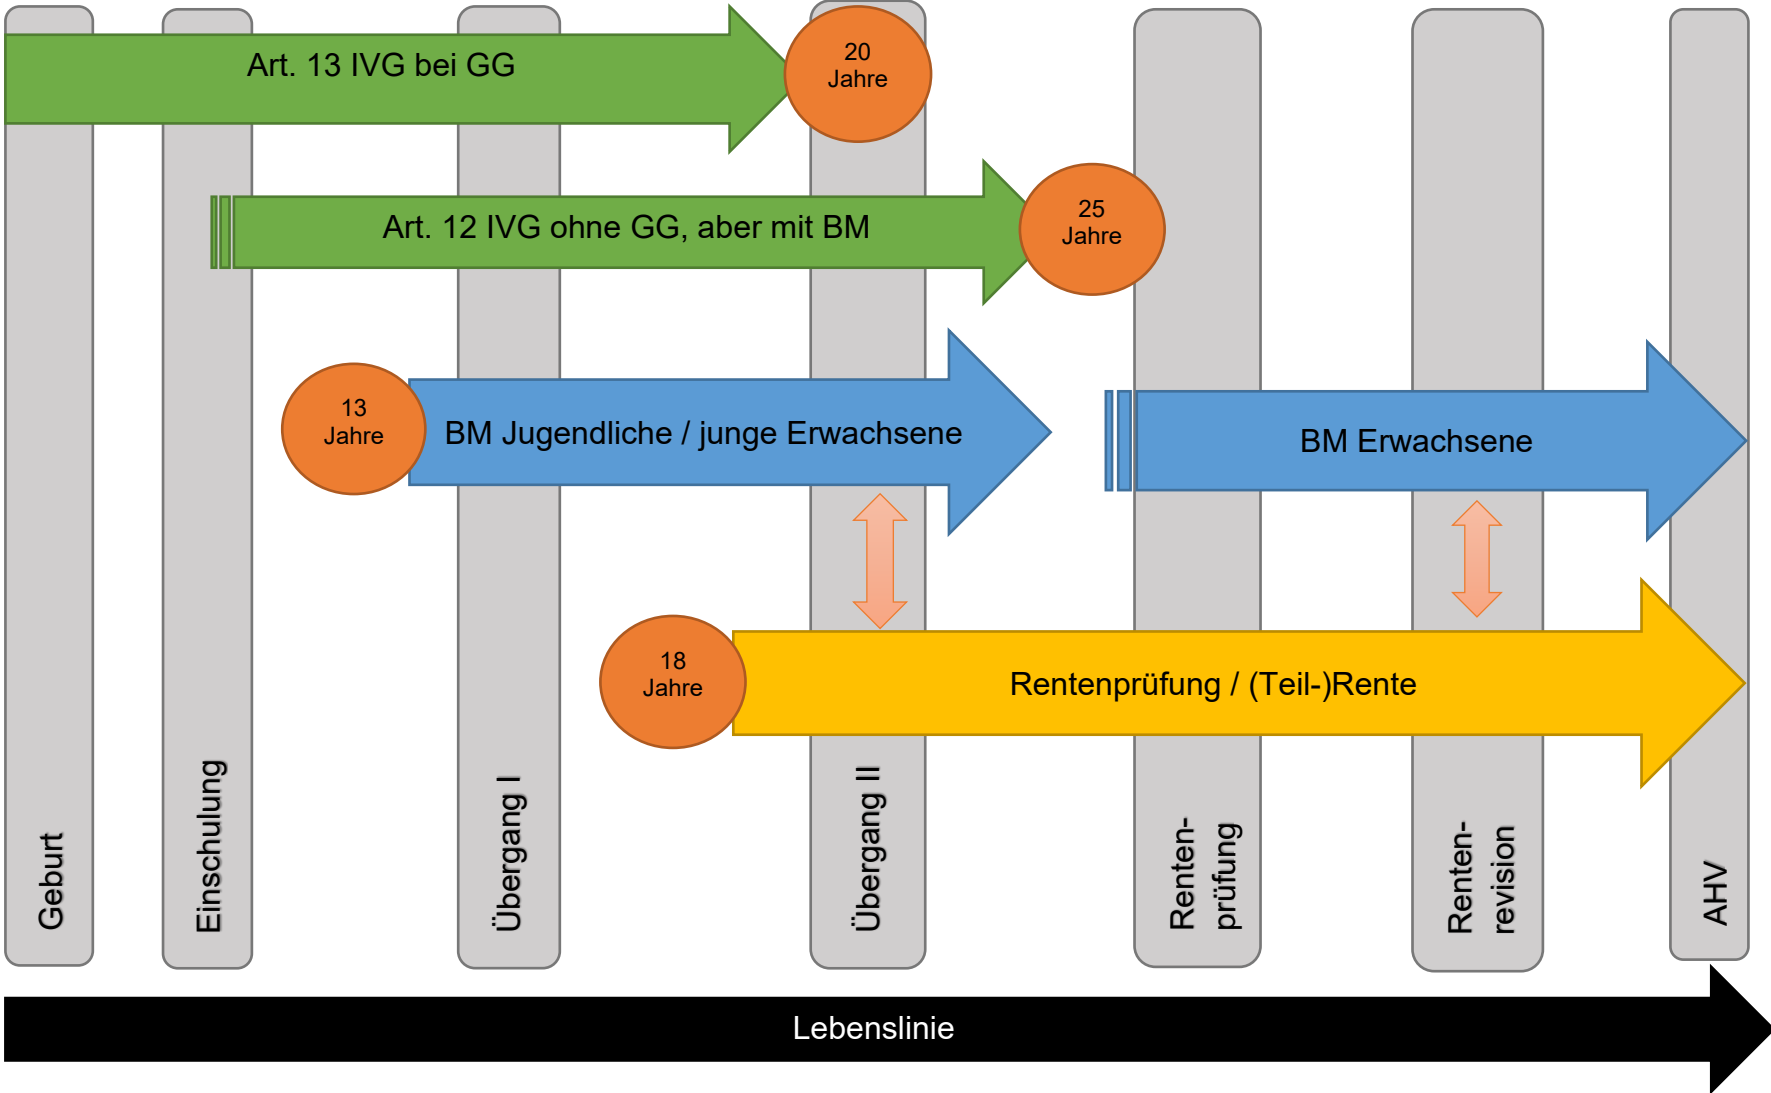 Art. 13 IVG bei GG
20
Jahre
Art. 12 IVG ohne GG, aber mit BM
25
Jahre
13
Jahre
BM Jugendliche / junge Erwachsene
BM Erwachsene
18
Jahre
Rentenprüfung / (Teil-)Rente
Geburt
Einschulung
Übergang I
Übergang II
Renten-
prüfung
Renten-
revision
AHV
Lebenslinie